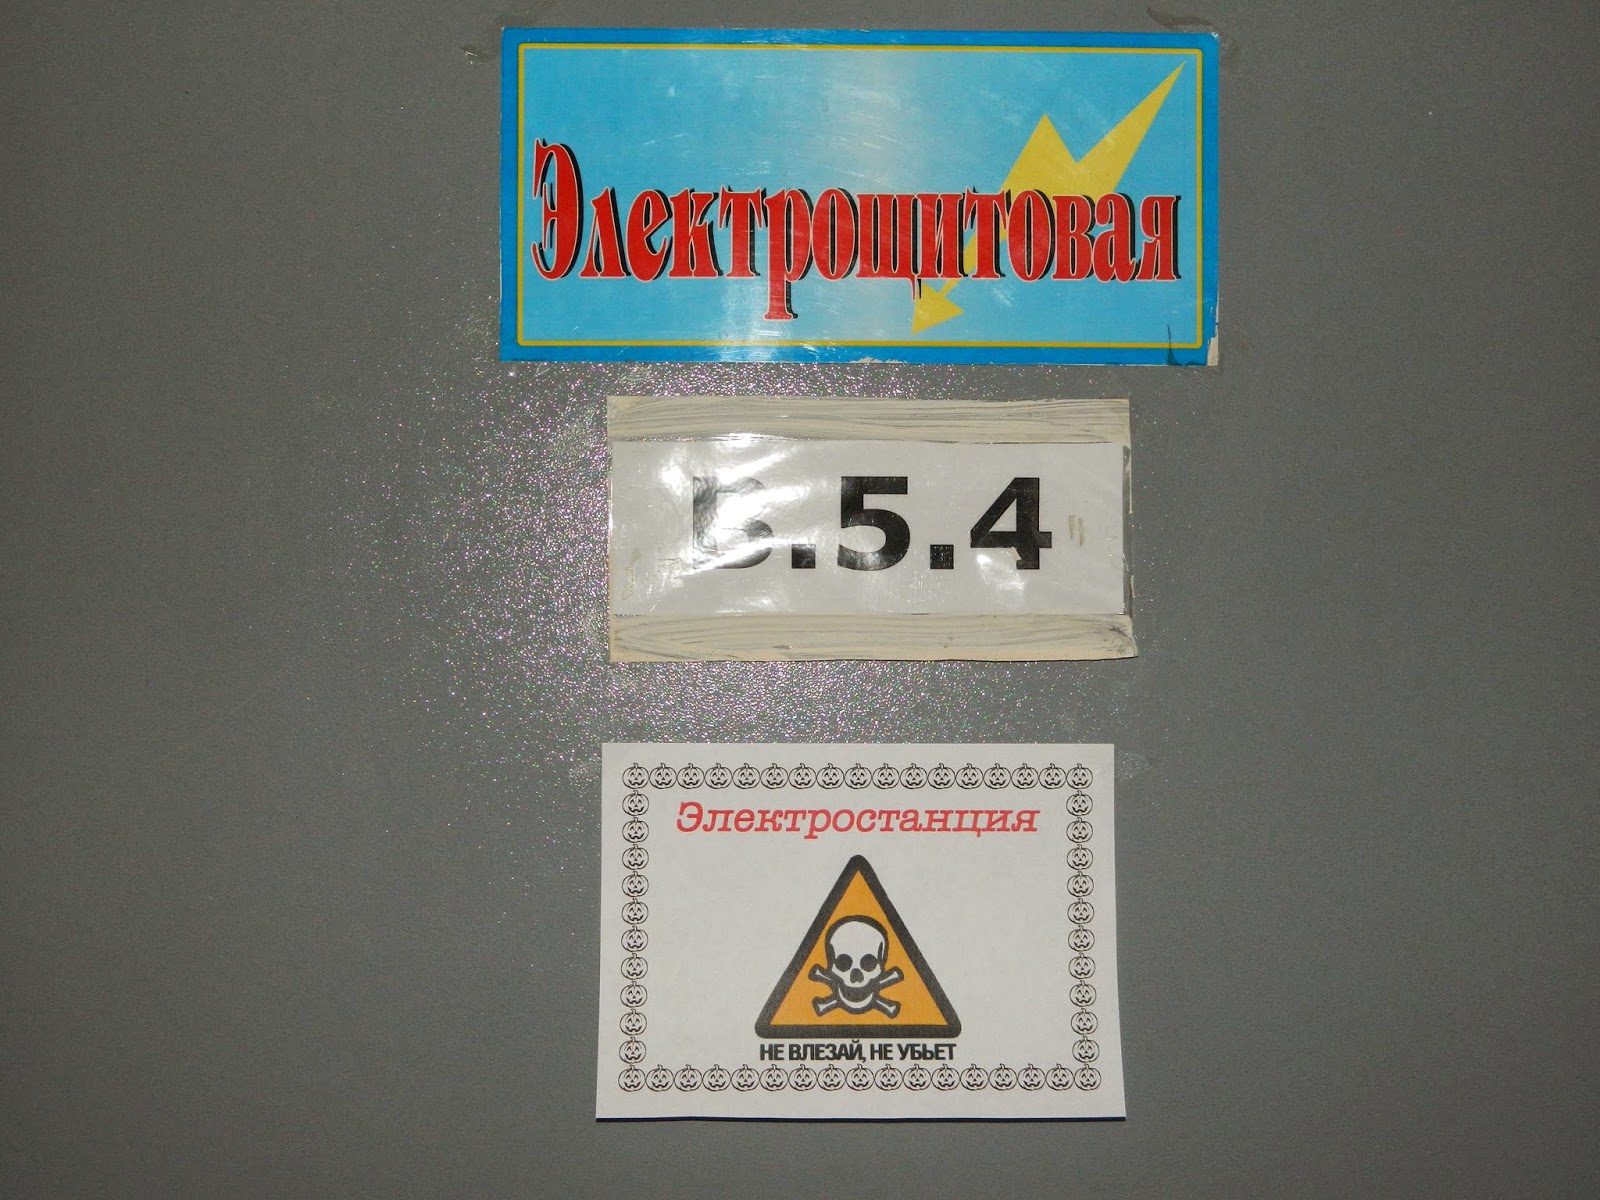 Электрощитовая
В.5.4
Электростанция
НЕ ВЛЕЗАЙ, НЕ УБЬЕТ